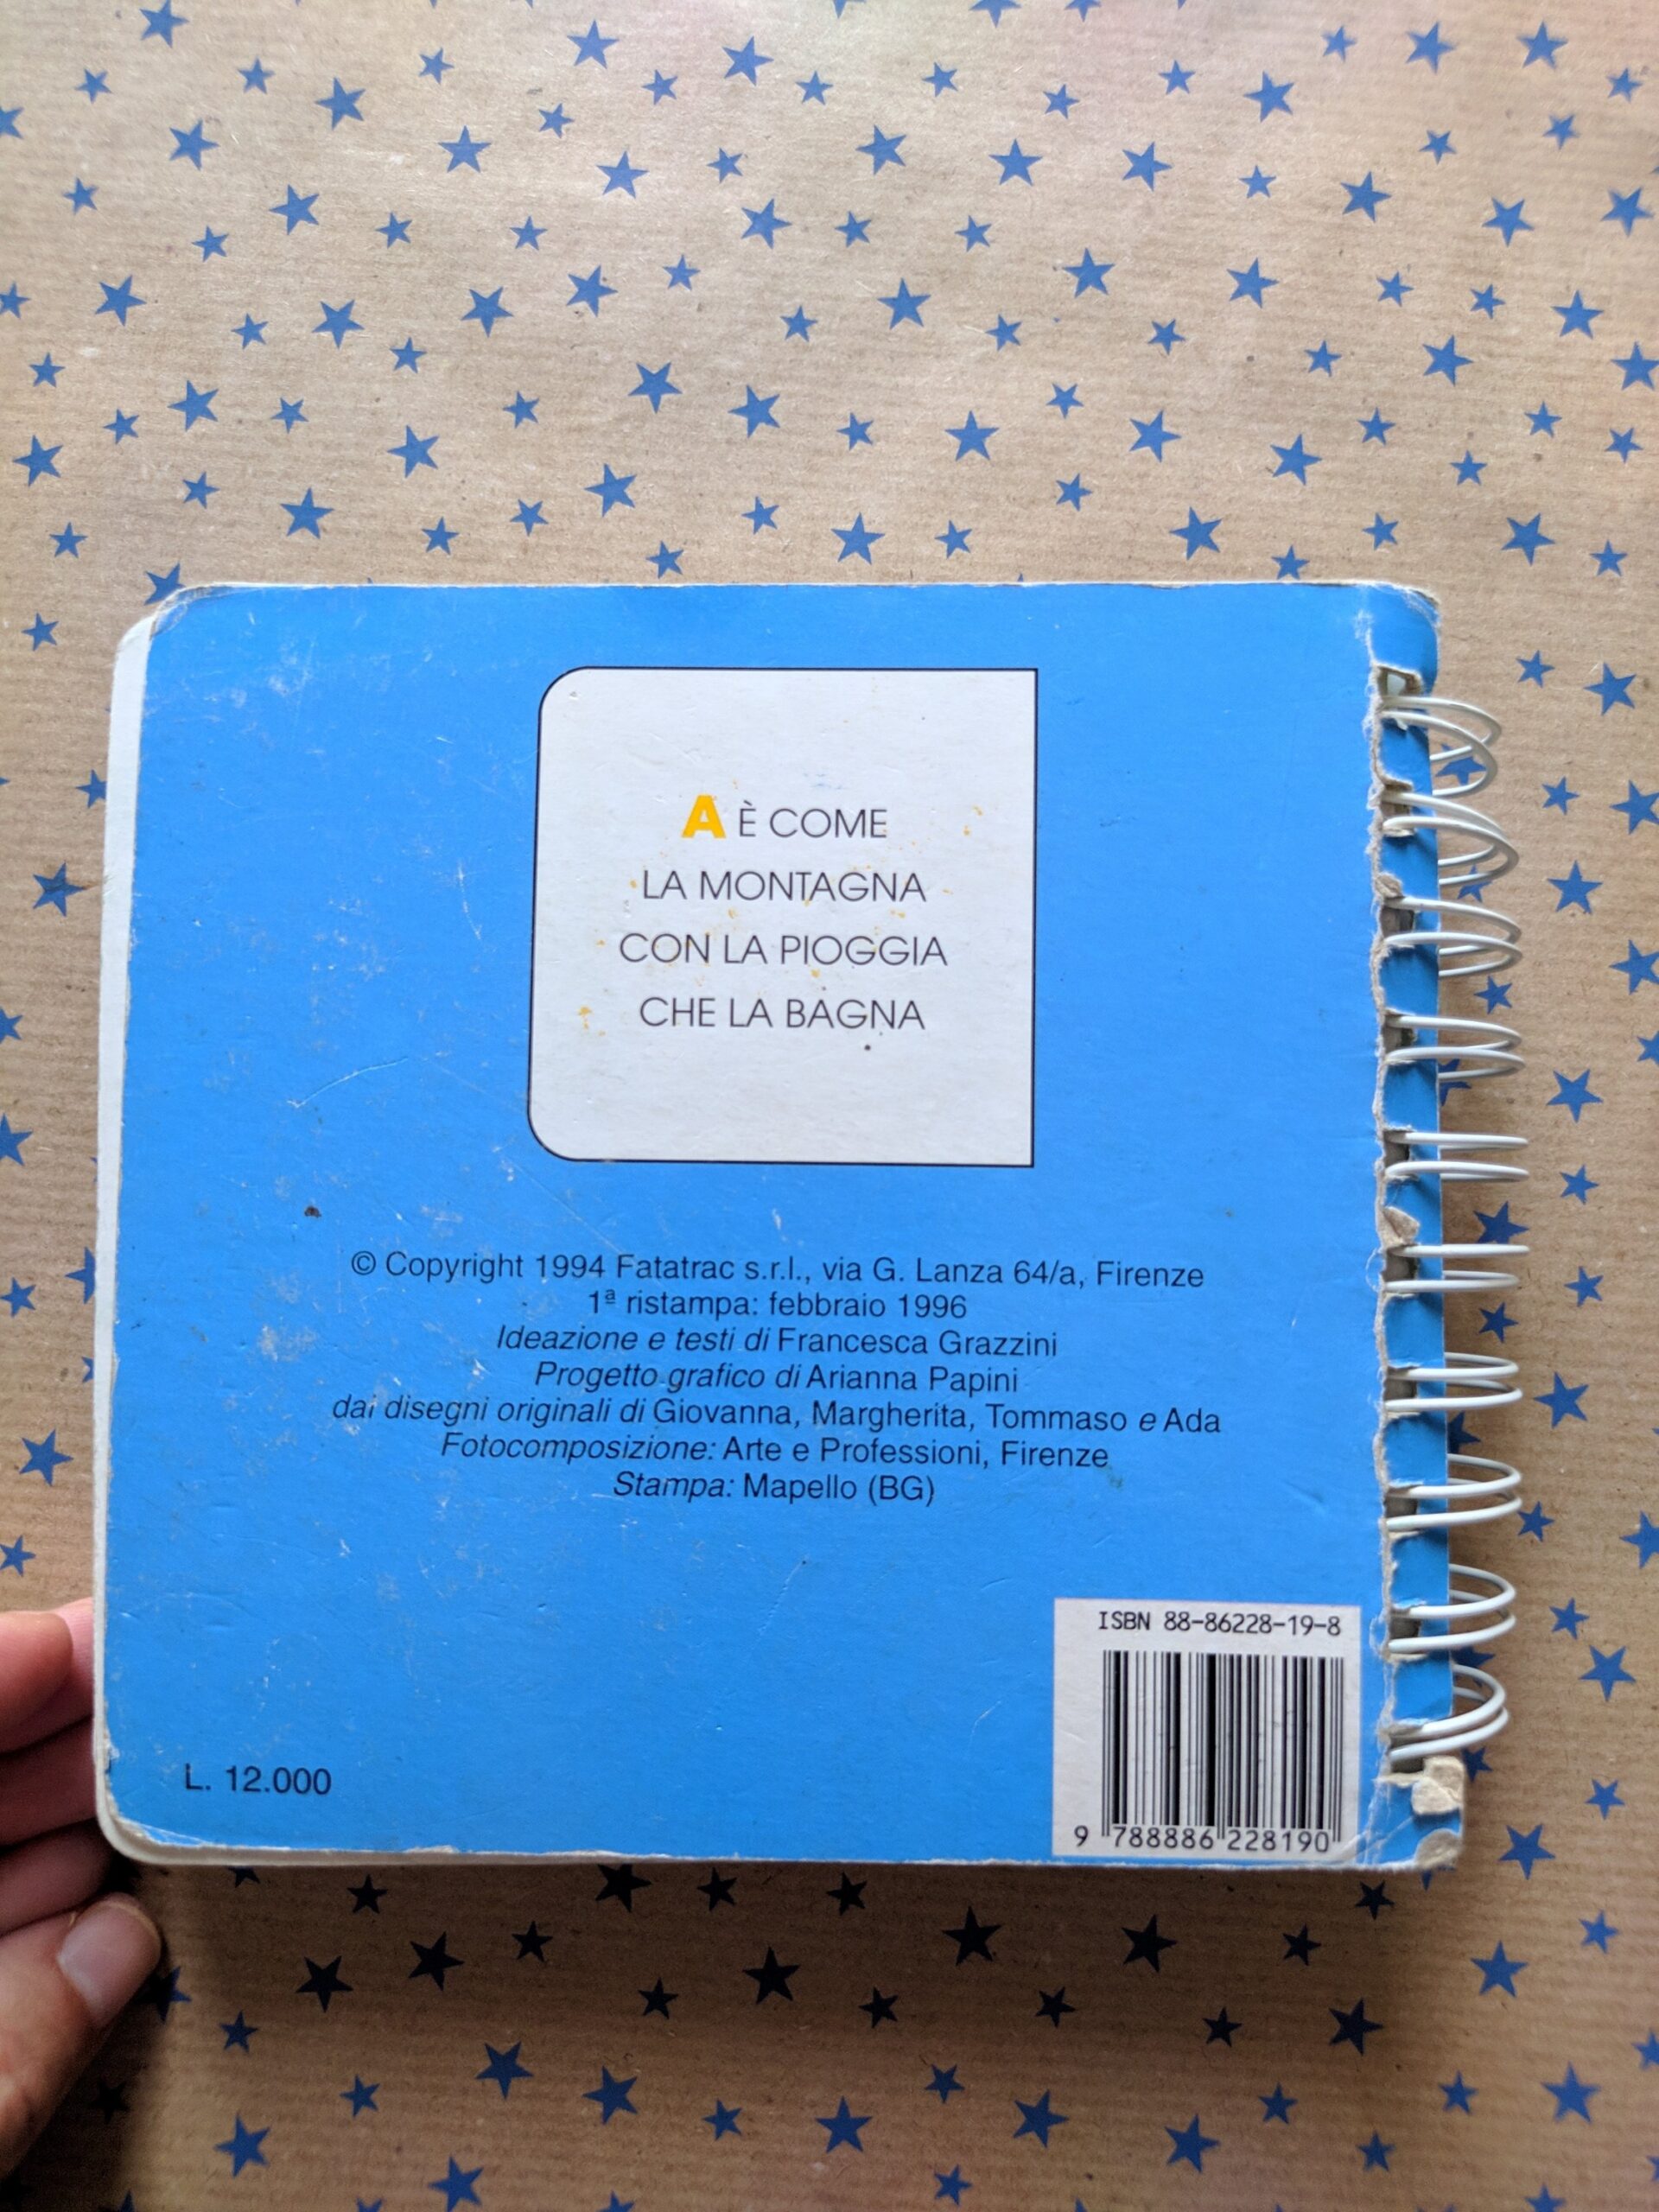 A È COME
LA MONTAGNA
CON LA PIOGGIA
CHE LA BAGNA
© Copyright 1994 Fatatrac s.r.l., via G. Lanza 64/a, Firenze
1ª ristampa: febbraio 1996
Ideazione e testi di Francesca Grazzini
Progetto grafico di Arianna Papini
dai disegni originali di Giovanna, Margherita, Tommaso e Ada
Fotocomposizione: Arte e Professioni, Firenze
Stampa: Mapello (BG)
ISBN 88-86228-19-8
L. 12.000
9 788886 228190